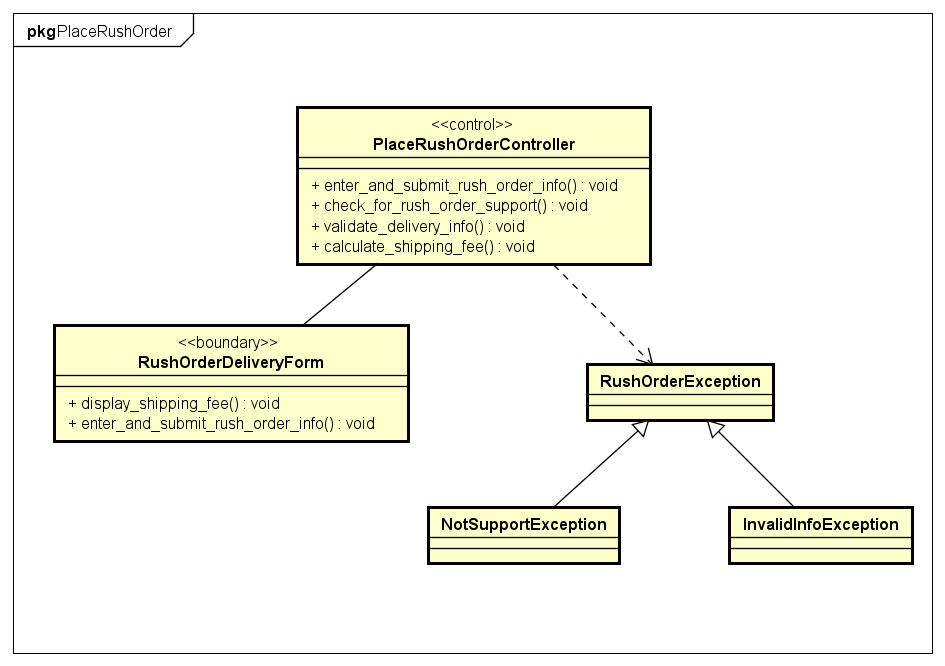 pkgPlaceRushOrder
<<control>>
PlaceRushOrderController
+ enter_and_submit_rush_order_info() : void
+ check_for_rush_order_support() : void
+ validate_delivery_info() : void
+ calculate_shipping_fee() : void
<<boundary>>
RushOrderDeliveryForm
+ display_shipping_fee() : void
+ enter_and_submit_rush_order_info() : void
RushOrderException
NotSupportException
InvalidInfoException